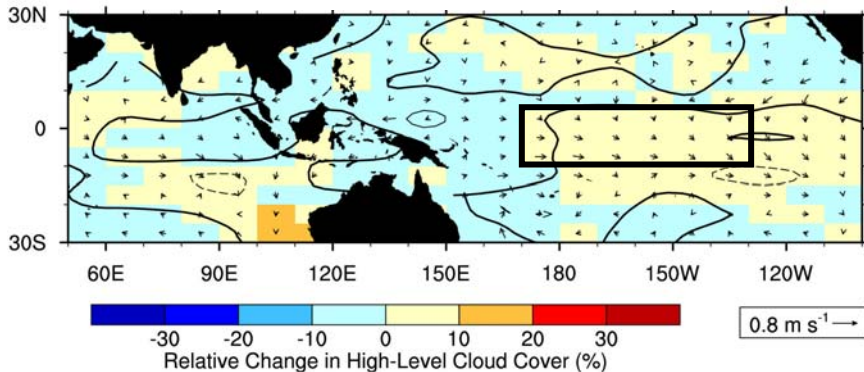 30N
0
30S
60E 90E 120E 150E 180 150W 120W
-30 -20 -10 0 10 20 30
Relative Change in High-Level Cloud Cover (%)
0.8 m s⁻¹